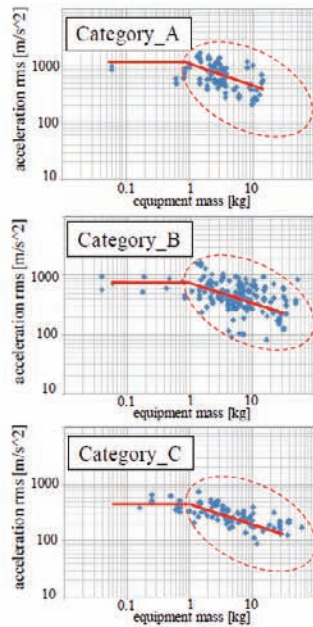 Category_A
acceleration rms [m/s^2]
1000
100
10
0.1 1 10
equipment mass [kg]
Category_B
acceleration rms [m/s^2]
1000
100
10
0.1 1 10
equipment mass [kg]
Category_C
acceleration rms [m/s^2]
1000
100
10
0.1 1 10
equipment mass [kg]